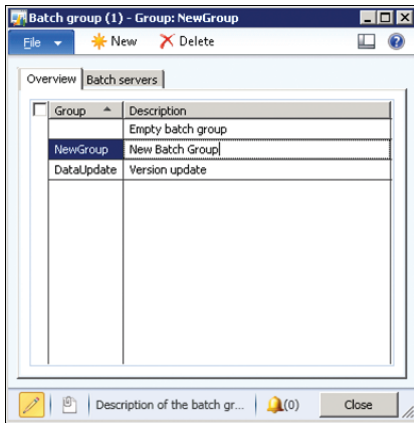 Batch group (1) - Group: NewGroup
File New Delete
Overview Batch servers
Group Description
Empty batch group
NewGroup New Batch Group
DataUpdate Version update
Description of the batch gr... (0) Close